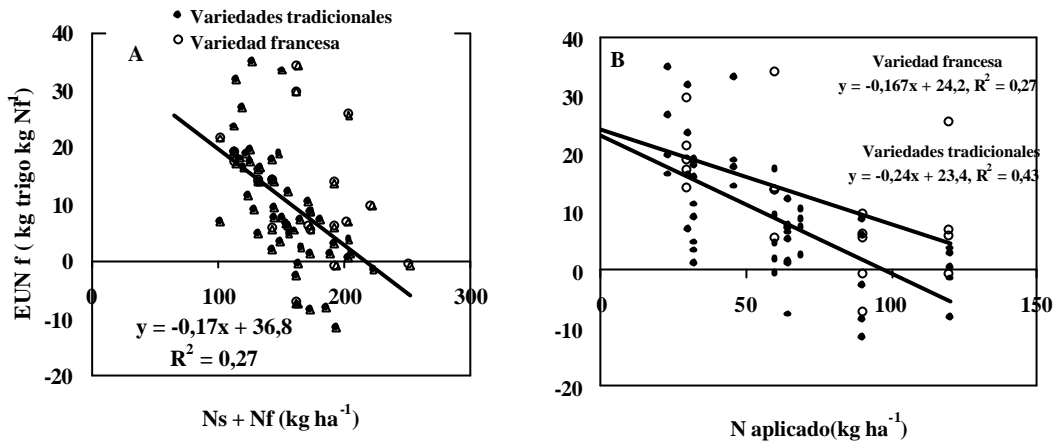 Variedades tradicionales
Variedad francesa
A
40
30
20
10
0
-10
-20
0
100
200
300
EUN f ( kg trigo kg Nf-1)
y = -0,17x + 36,8
R2 = 0,27
Ns + Nf (kg ha-1)
B
40
30
20
10
0
-10
-20
0
50
100
150
Variedad francesa
y = -0,167x + 24,2, R2 = 0,27
Variedades tradicionales
y = -0,24x + 23,4, R2 = 0,43
N aplicado(kg ha-1)